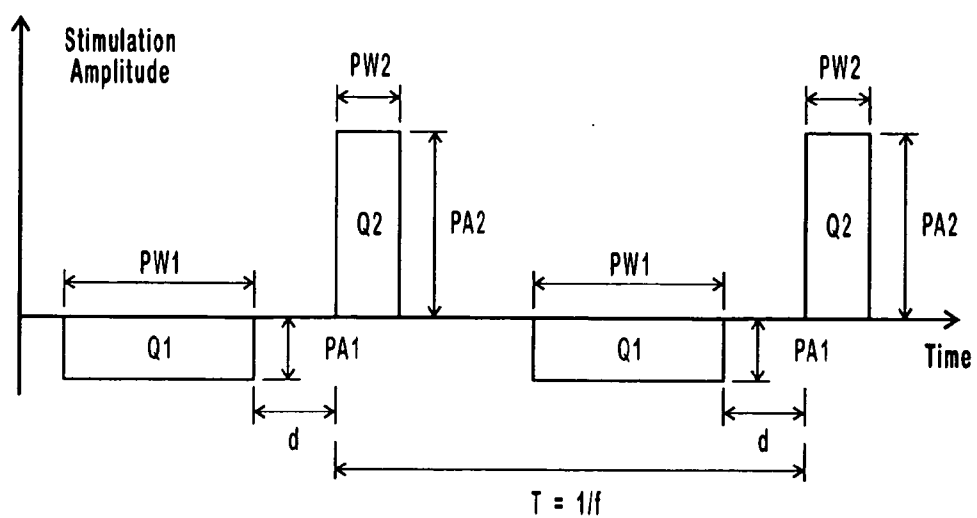 Stimulation
Amplitude
PW2
PW2
Q2
PA2
Q2
PA2
PW1
PW1
Q1
PA1
Q1
PA1
Time
d
d
T = 1/f